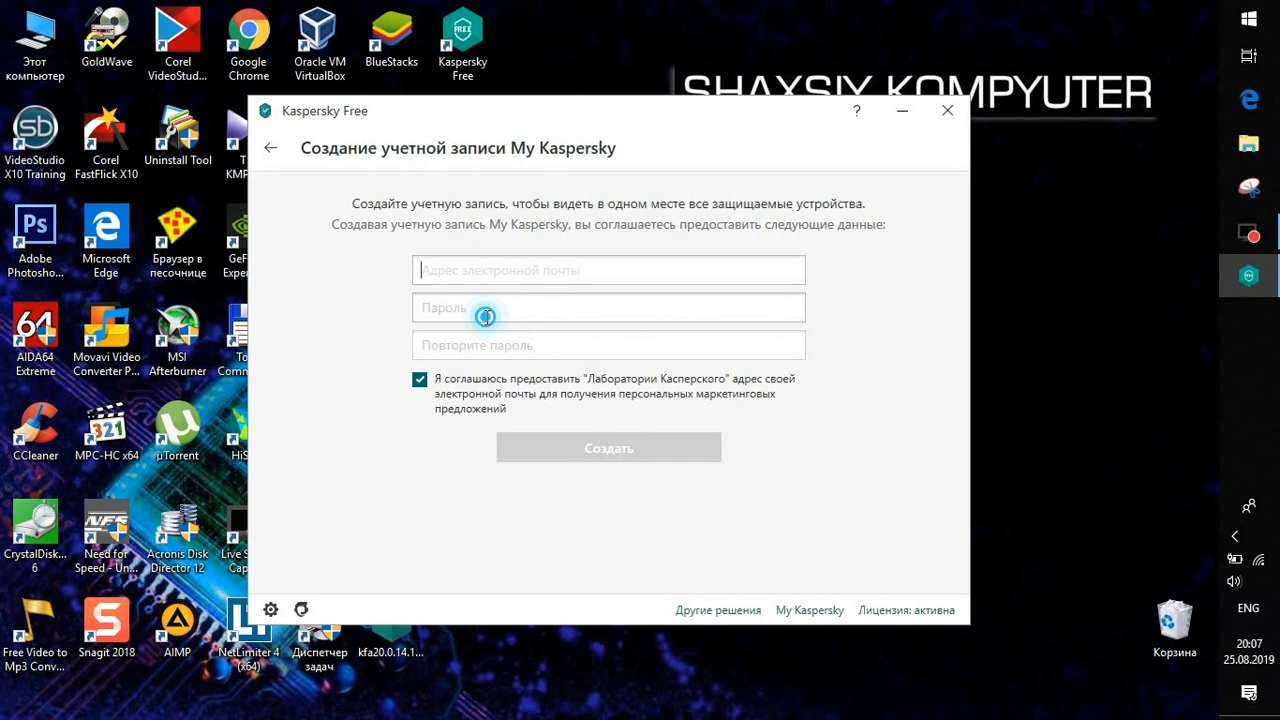 Этот
компьютер
GoldWave
Corel
VideoStud...
Google
Chrome
Oracle VM
VirtualBox
BlueStacks
FREE
Kaspersky
Free
SHAXSIY KOMPYUTER
VideoStudio
X10 Training
Corel
FastFlick X10
Uninstall Tool
Adobe
Photosho...
Microsoft
Edge
Браузер в
песочнице
64
AIDA64
Extreme
Movavi Video
Converter P...
MSI
Afterburner
CCleaner
321
MPC-HC x64
µTorrent
CrystalDisk...
6
Need for
Speed - Un...
Acronis Disk
Director 12
Free Video to
Mp3 Conv...
Snagit 2018
AIMP
NetLimiter 4
(x64)
Диспетчер
задач
kfa20.0.14.1...
Kaspersky Free
?
Создание учетной записи My Kaspersky
Создайте учетную запись, чтобы видеть в одном месте все защищаемые устройства.
Создавая учетную запись My Kaspersky, вы соглашаетесь предоставить следующие данные:
Адрес электронной почты
Пароль
Повторите пароль
Я соглашаюсь предоставить "Лаборатории Касперского" адрес своей
электронной почты для получения персональных маркетинговых
предложений
Создать
Другие решения
My Kaspersky
Лицензия: активна
Корзина
ENG
20:07
25.08.2019